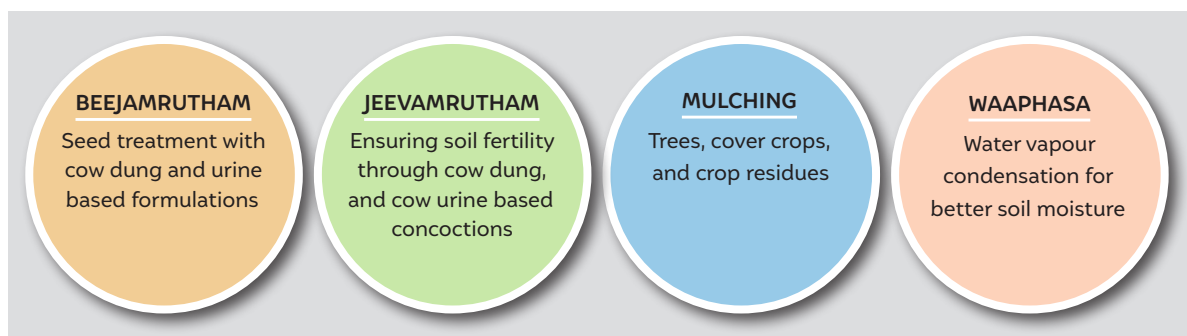 BEEJAMRUTHAM
Seed treatment with
cow dung and urine
based formulations
JEEVAMRUTHAM
Ensuring soil fertility
through cow dung,
and cow urine based
concoctions
MULCHING
Trees, cover crops,
and crop residues
WAAPHASA
Water vapour
condensation for
better soil moisture